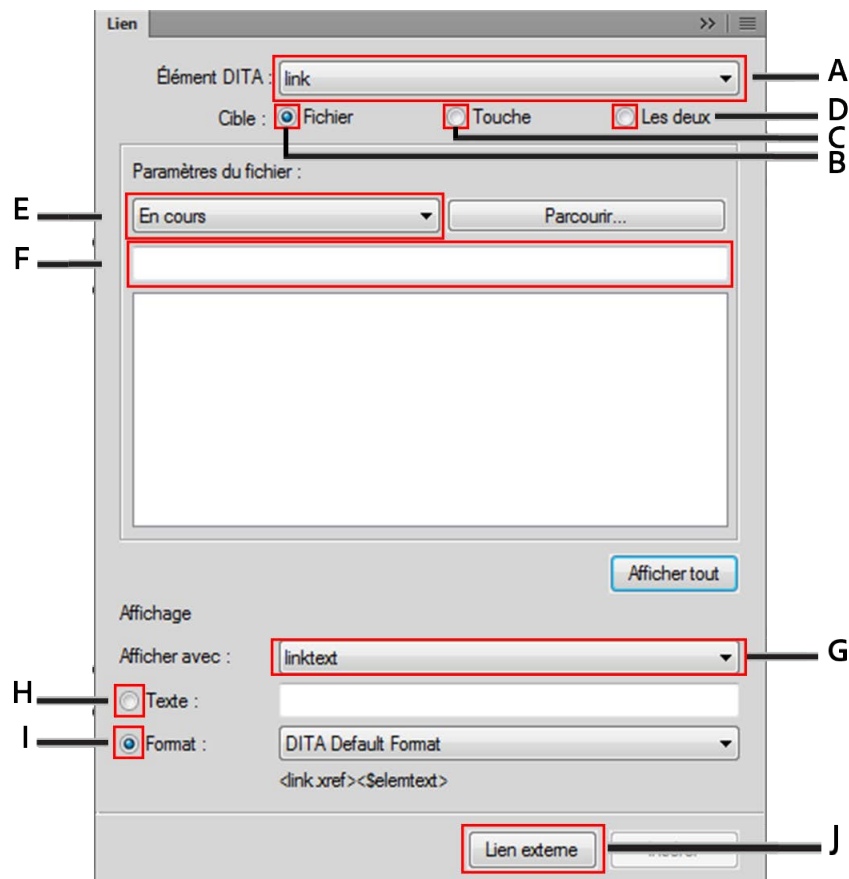 Lien
Élément DITA : link
A
Cible : Fichier Touche Les deux
D
C
B
Paramètres du fichier :
E
En cours Parcourir...
F
Afficher tout
Affichage
Afficher avec : linktext
G
H
Texte :
I
Format : DITA Default Format
<link.xref><$elemtext>
Lien externe
J